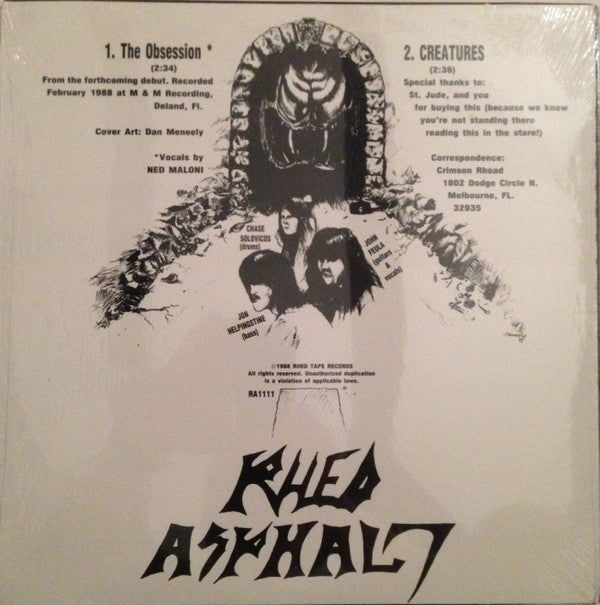 1. The Obsession *
(2:34)
From the forthcoming debut. Recorded
February 1988 at M & M Recording,
Deland, Fl.
Cover Art: Dan Meneely
*Vocals by
NED MALONI
2. CREATURES
(2:36)
Special thanks to:
St. Jude, and you
for buying this (because we know
you're not standing there
reading this in the store!)
Correspondence:
Crimson Rhoad
1802 Dodge Circle N.
Melbourne, FL.
32935
CHASE
SOLOVICOS
(drums)
JOHN
FEULA
(guitars
&
vocals)
JON
HELPINGSTINE
(bass)
©1988 RHED TAPE RECORDS
All rights reserved. Unauthorized duplication
is a violation of applicable laws.
RA1111
RHED
ASPHALT